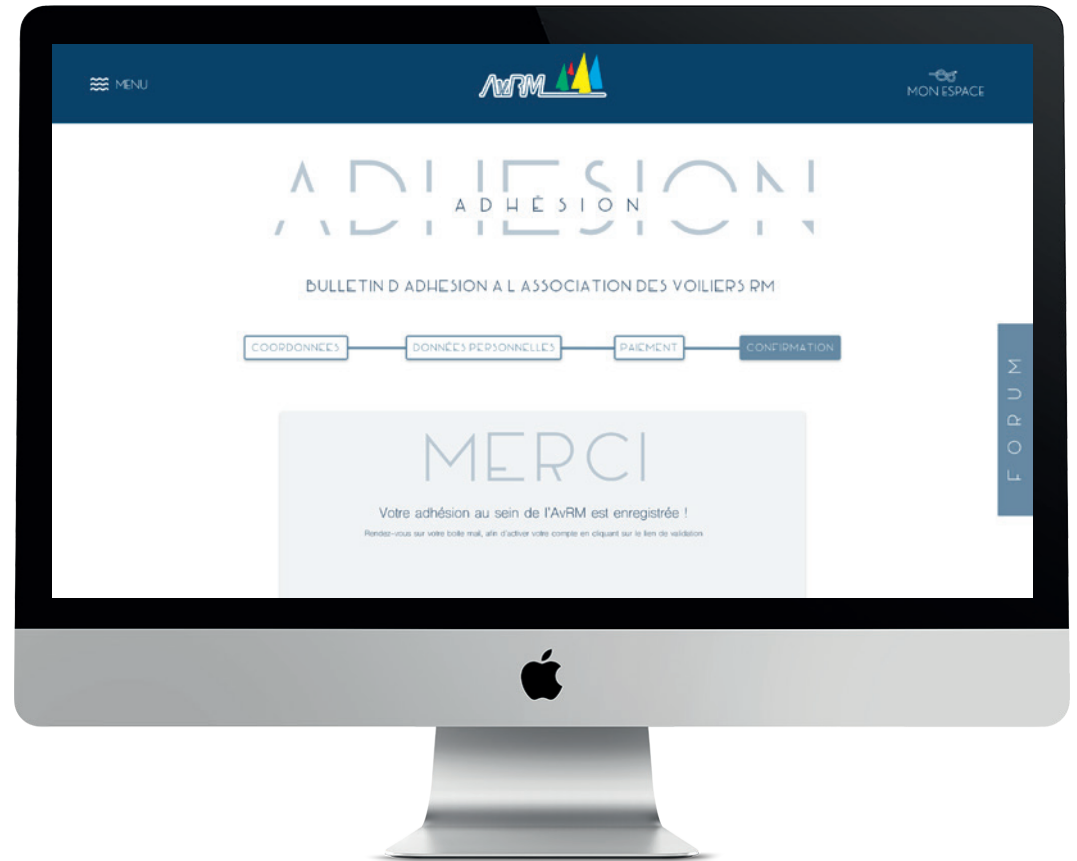 MENU
AvRM
MON ESPACE
ADHESION
ADHÉSION
BULLETIN D ADHESION A L ASSOCIATION DES VOILIERS RM
COORDONNEES
DONNÉES PERSONNELLES
PAIEMENT
CONFIRMATION
FORUM
MERCI
Votre adhésion au sein de l'AvRM est enregistrée !
Rendez-vous sur votre boite mail, afin d'activer votre compte en cliquant sur le lien de validation